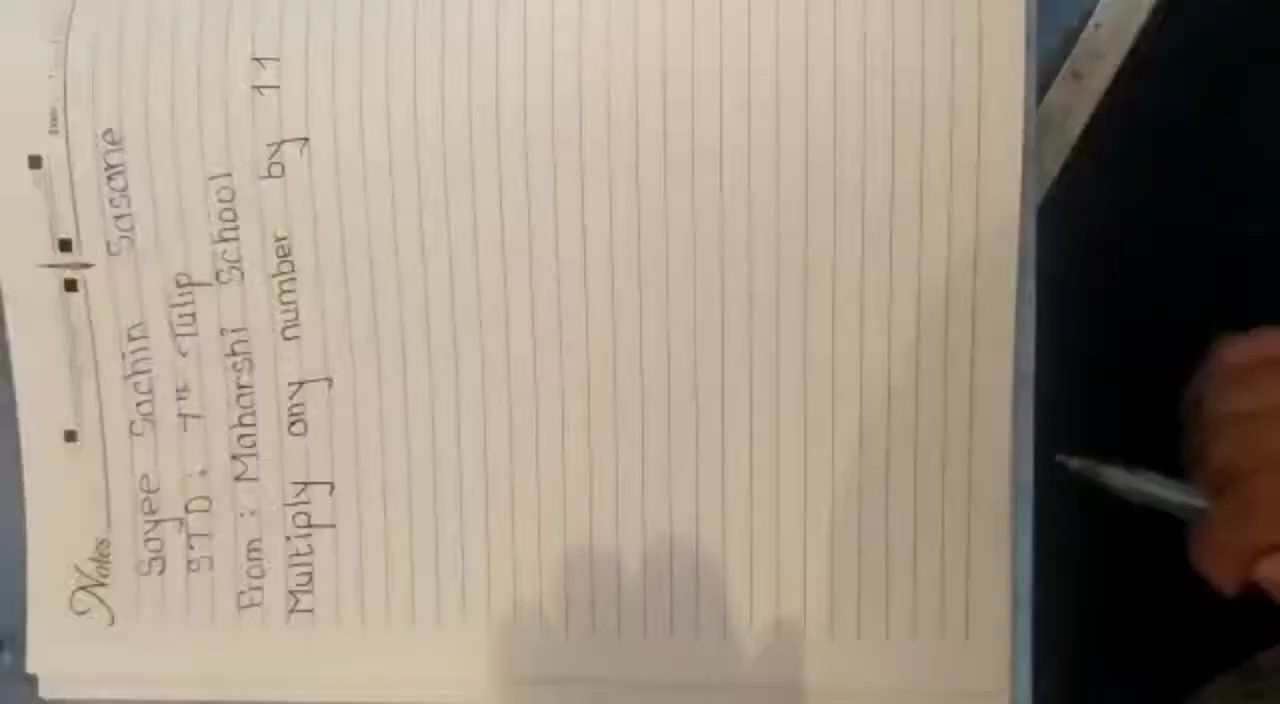 Notes
Sayee Sachin Sasane
STD : 7th Tulip
From : Maharshi School
Multiply any number by 11